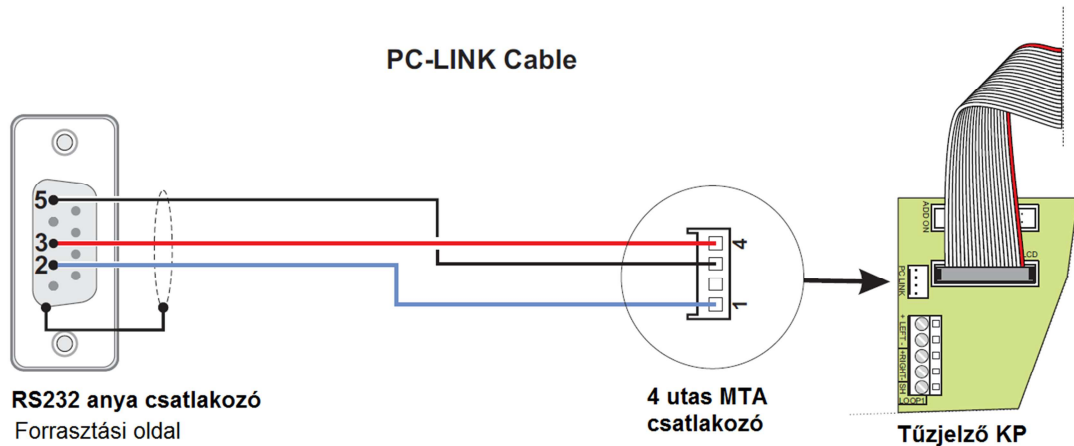 PC-LINK Cable
5
3
2
4
1
ADD ON
LCD
PC LINK
+ LEFT -
+RIGHT-
SH
LOOP1
RS232 anya csatlakozó
Forrasztási oldal
4 utas MTA
csatlakozó
Tűzjelző KP